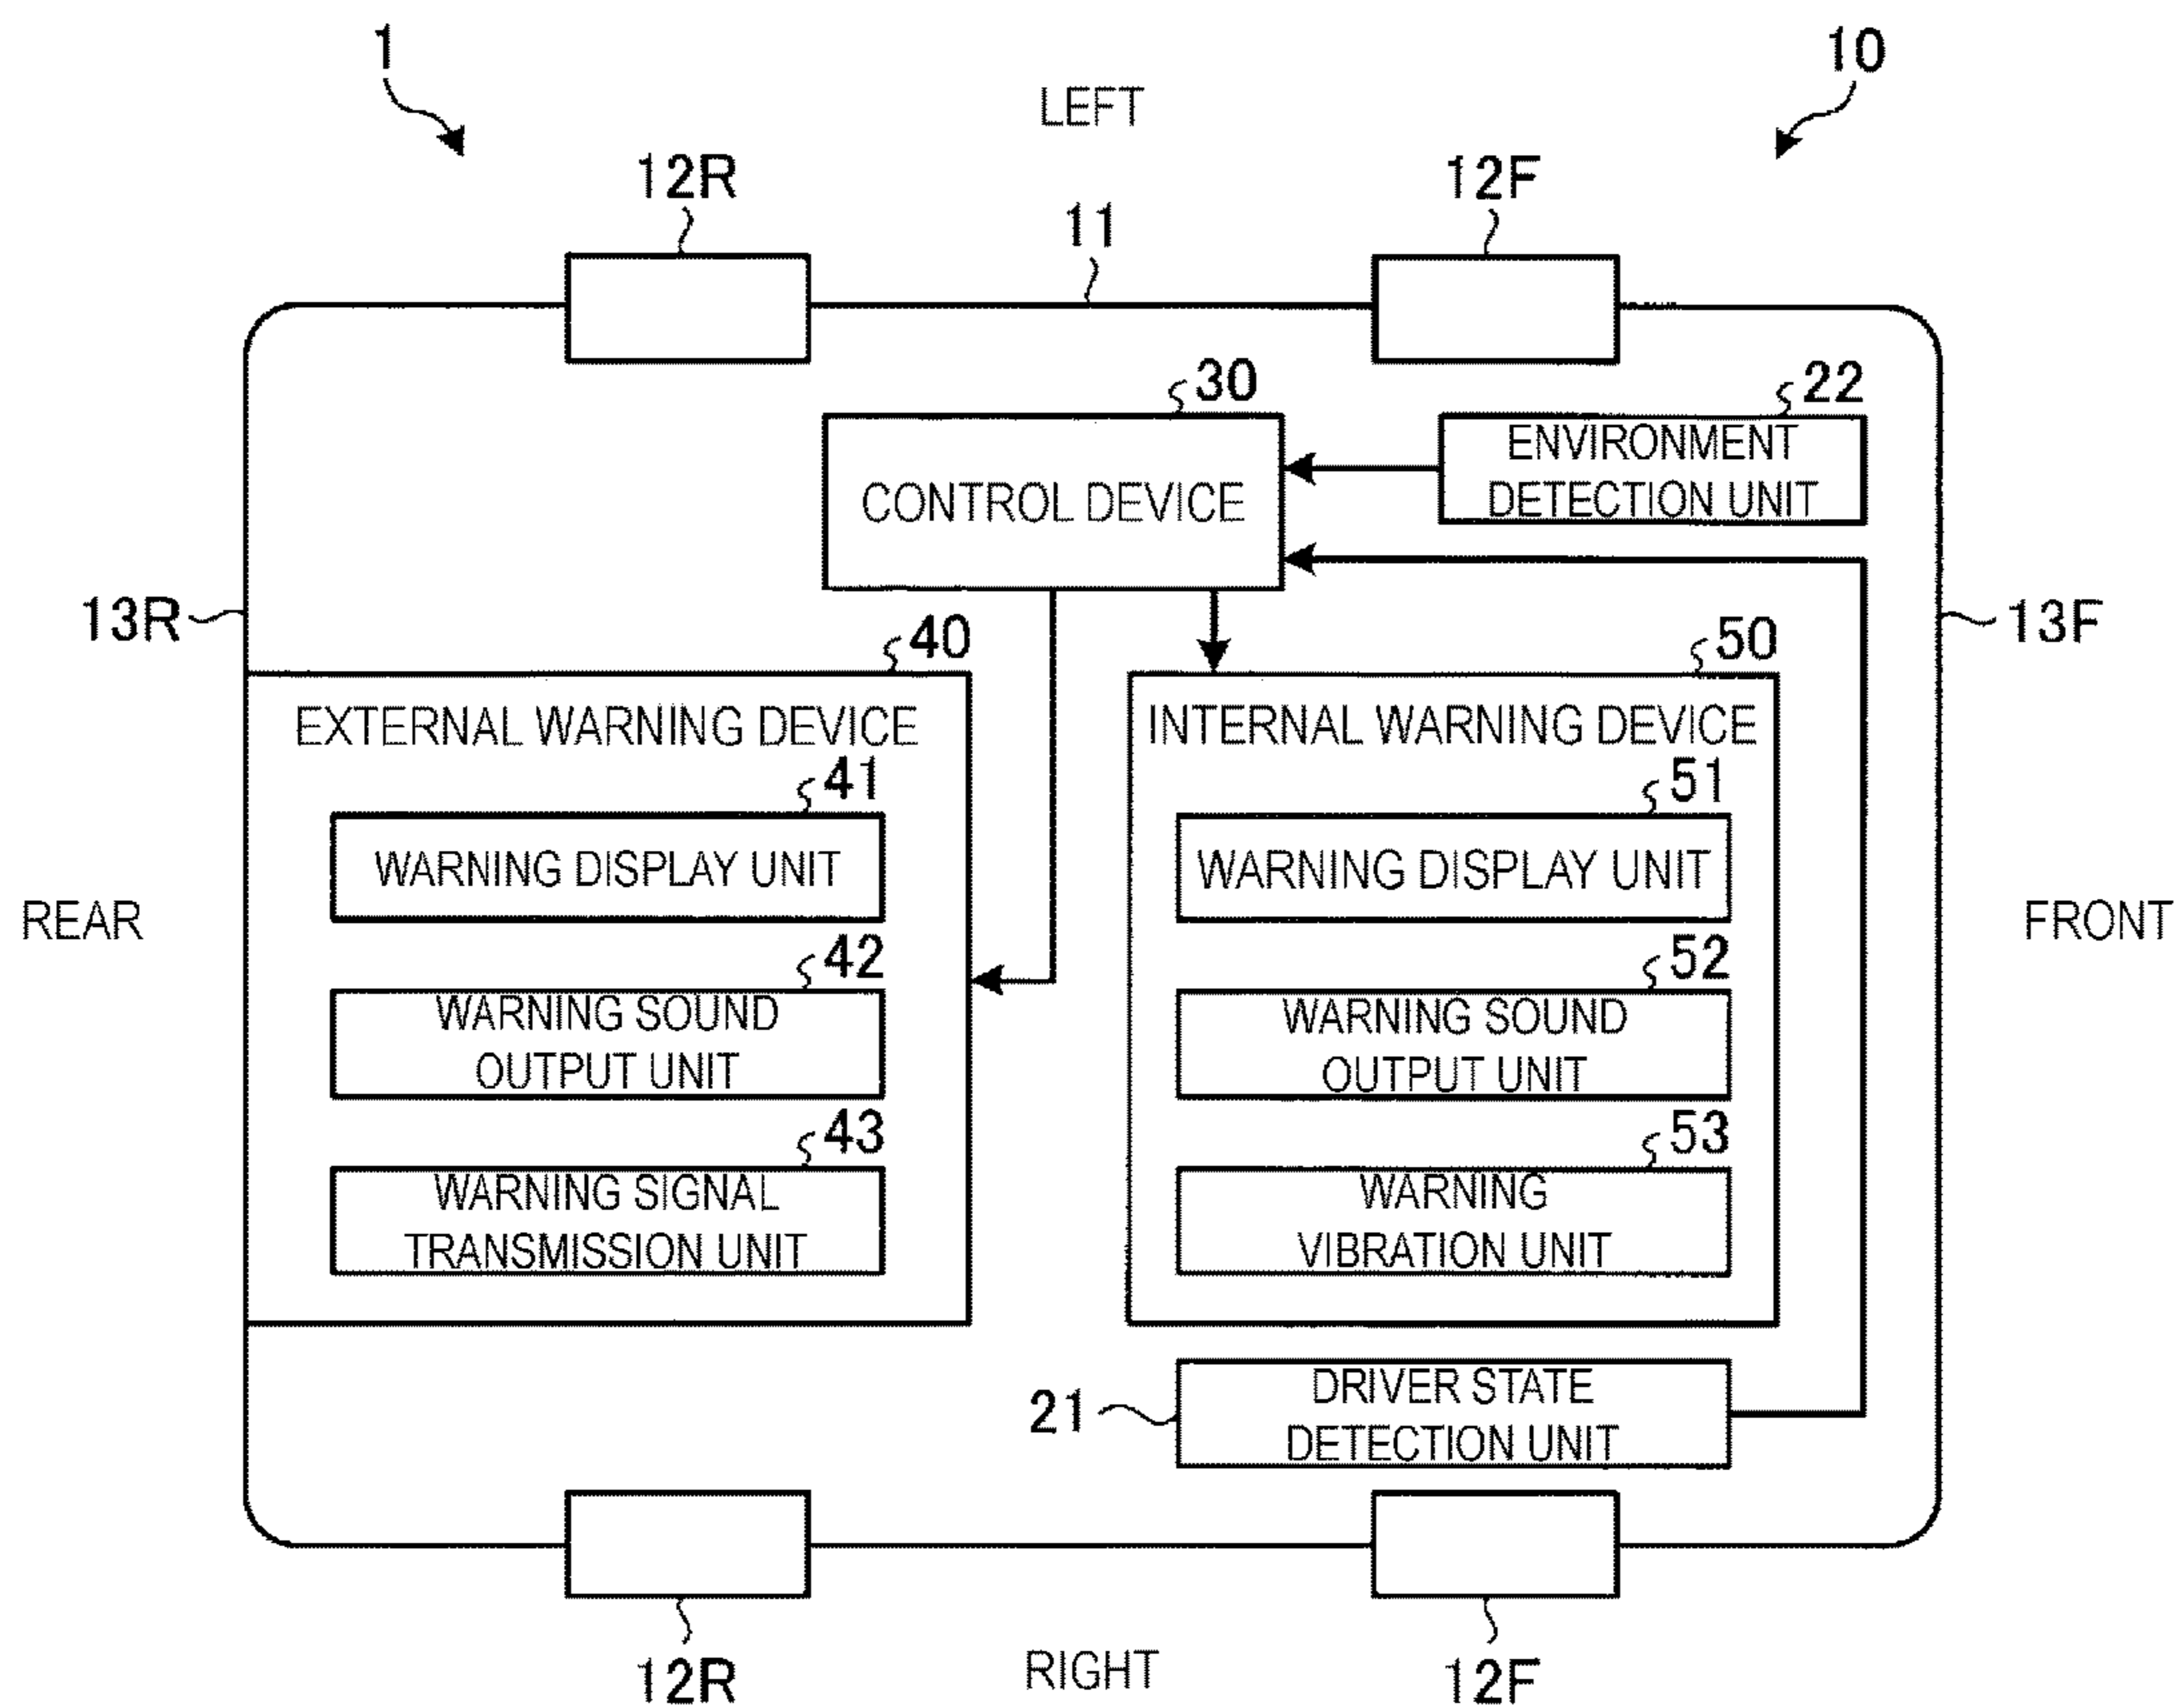 1
10
LEFT
12R
12F
11
30
22
CONTROL DEVICE
ENVIRONMENT
DETECTION UNIT
13R
13F
40
50
EXTERNAL WARNING DEVICE
INTERNAL WARNING DEVICE
41
51
WARNING DISPLAY UNIT
WARNING DISPLAY UNIT
REAR
FRONT
42
52
WARNING SOUND
OUTPUT UNIT
WARNING SOUND
OUTPUT UNIT
43
53
WARNING SIGNAL
TRANSMISSION UNIT
WARNING
VIBRATION UNIT
21
DRIVER STATE
DETECTION UNIT
12R
RIGHT
12F